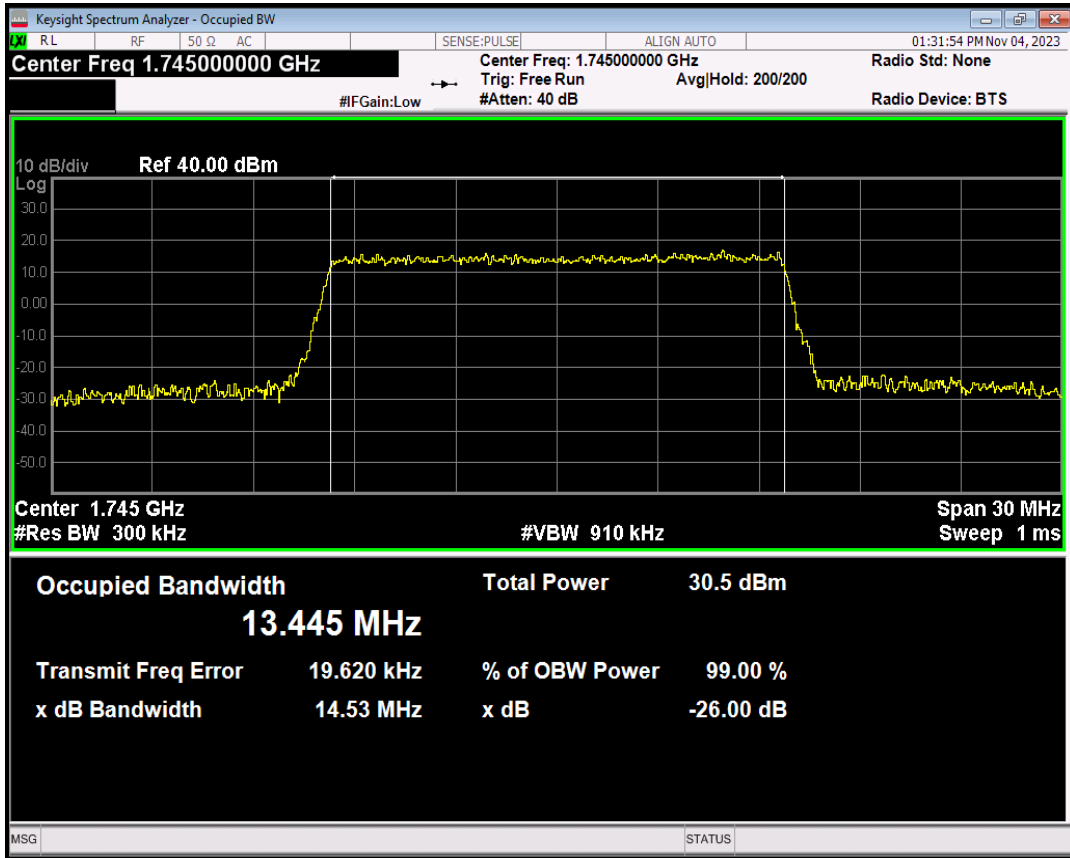 Keysight Spectrum Analyzer - Occupied BW
LXI RL RF 50 Ω AC SENSE:PULSE ALIGN AUTO 01:31:54 PM Nov 04, 2023
Center Freq 1.745000000 GHz Center Freq: 1.745000000 GHz Radio Std: None
Trig: Free Run Avg|Hold: 200/200
#IFGain:Low #Atten: 40 dB Radio Device: BTS
10 dB/div Ref 40.00 dBm
Log
30.0
20.0
10.0
0.00
-10.0
-20.0
-30.0
-40.0
-50.0
Center 1.745 GHz Span 30 MHz
#Res BW 300 kHz #VBW 910 kHz Sweep 1 ms
Occupied Bandwidth Total Power 30.5 dBm
13.445 MHz
Transmit Freq Error 19.620 kHz % of OBW Power 99.00 %
x dB Bandwidth 14.53 MHz x dB -26.00 dB
MSG STATUS